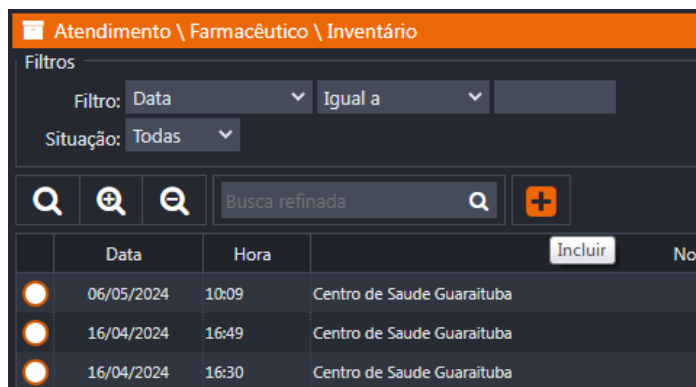 Atendimento \ Farmacêutico \ Inventário
Filtros
Filtro: Data Igual a
Situação: Todas
Busca refinada
Incluir
Data Hora No
06/05/2024 10:09 Centro de Saude Guaraituba
16/04/2024 16:49 Centro de Saude Guaraituba
16/04/2024 16:30 Centro de Saude Guaraituba